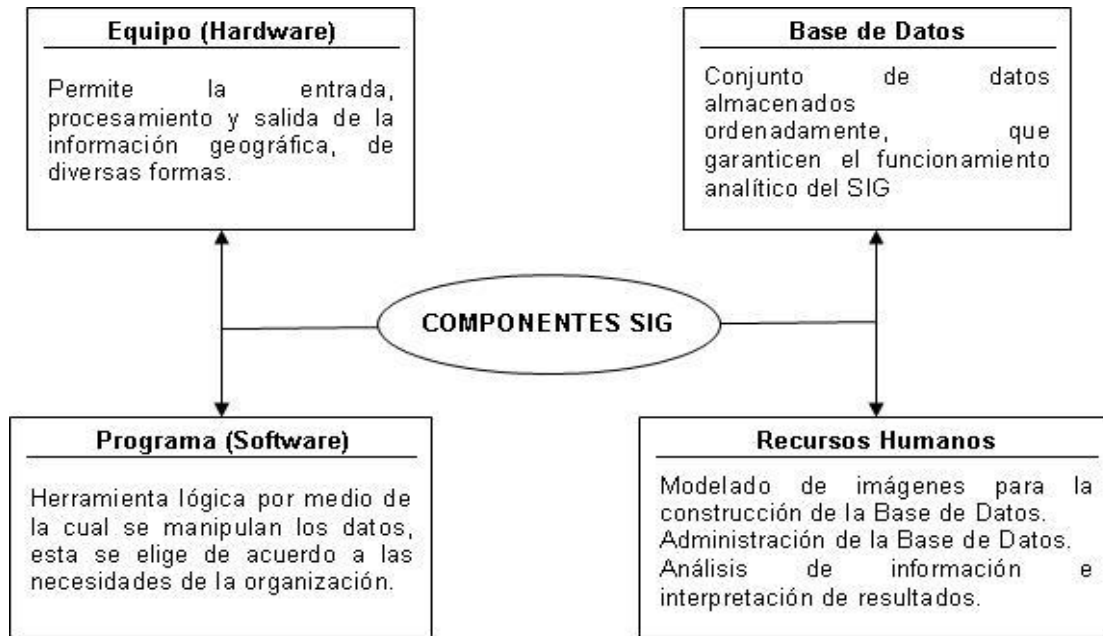 Equipo (Hardware)
Permite la entrada,
procesamiento y salida de la
información geográfica, de
diversas formas.
Base de Datos
Conjunto de datos
almacenados
ordenadamente, que
garanticen el funcionamiento
analítico del SIG
COMPONENTES SIG
Programa (Software)
Herramienta lógica por medio de
la cual se manipulan los datos,
esta se elige de acuerdo a las
necesidades de la organización.
Recursos Humanos
Modelado de imágenes para la
construcción de la Base de Datos.
Administración de la Base de Datos.
Análisis de información e
interpretación de resultados.